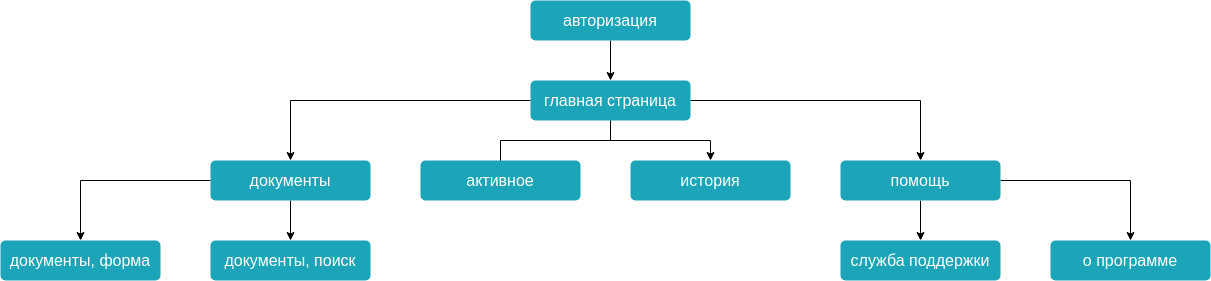 авторизация
главная страница
документы
активное
история
помощь
документы, форма
документы, поиск
служба поддержки
о программе